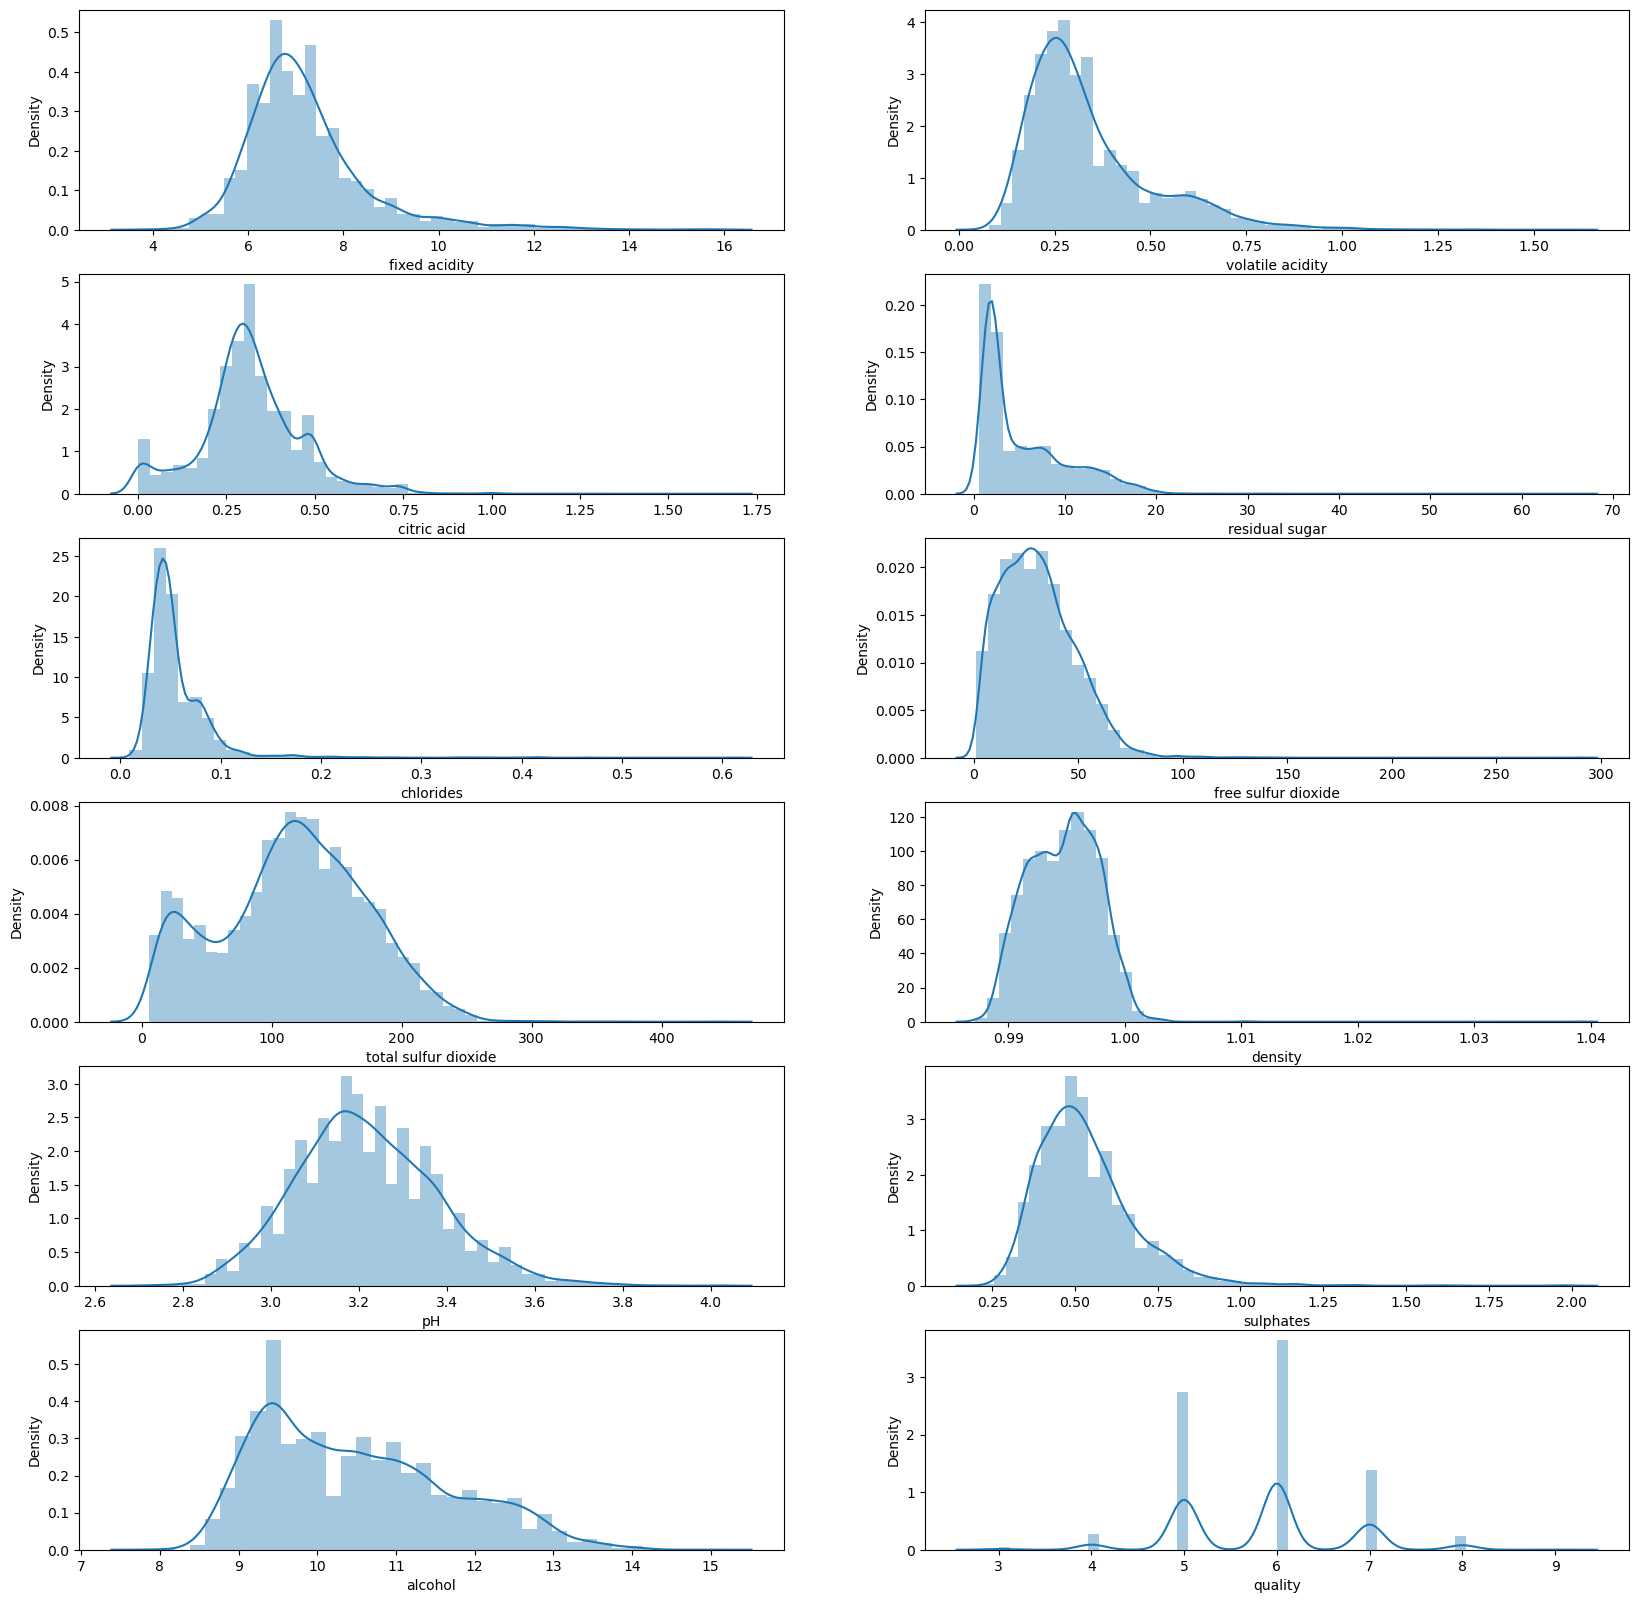 0.5
0.4
0.3
0.2
0.1
0.0
Density
4 6 8 10 12 14 16
fixed acidity
4
3
2
1
0
Density
0.00 0.25 0.50 0.75 1.00 1.25 1.50
volatile acidity
5
4
3
2
1
0
Density
0.00 0.25 0.50 0.75 1.00 1.25 1.50 1.75
citric acid
0.20
0.15
0.10
0.05
0.00
Density
0 10 20 30 40 50 60 70
residual sugar
25
20
15
10
5
0
Density
0.0 0.1 0.2 0.3 0.4 0.5 0.6
chlorides
0.020
0.015
0.010
0.005
0.000
Density
0 50 100 150 200 250 300
free sulfur dioxide
0.008
0.006
0.004
0.002
0.000
Density
0 100 200 300 400
total sulfur dioxide
120
100
80
60
40
20
0
Density
0.99 1.00 1.01 1.02 1.03 1.04
density
3.0
2.5
2.0
1.5
1.0
0.5
0.0
Density
2.6 2.8 3.0 3.2 3.4 3.6 3.8 4.0
pH
3
2
1
0
Density
0.25 0.50 0.75 1.00 1.25 1.50 1.75 2.00
sulphates
0.5
0.4
0.3
0.2
0.1
0.0
Density
7 8 9 10 11 12 13 14 15
alcohol
3
2
1
0
Density
3 4 5 6 7 8 9
quality